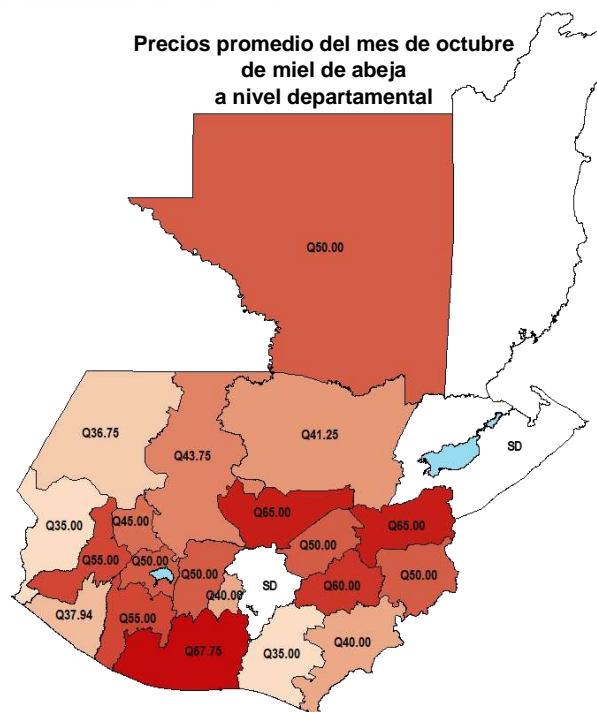 Precios promedio del mes de octubre
de miel de abeja
a nivel departamental
Q50.00
Q36.75
Q41.25
Q43.75
SD
Q35.00
Q45.00
Q65.00
Q65.00
Q55.00
Q50.00
Q50.00
Q50.00
Q50.00
Q60.00
SD
Q40.00
Q37.94
Q55.00
Q40.00
Q67.75
Q35.00